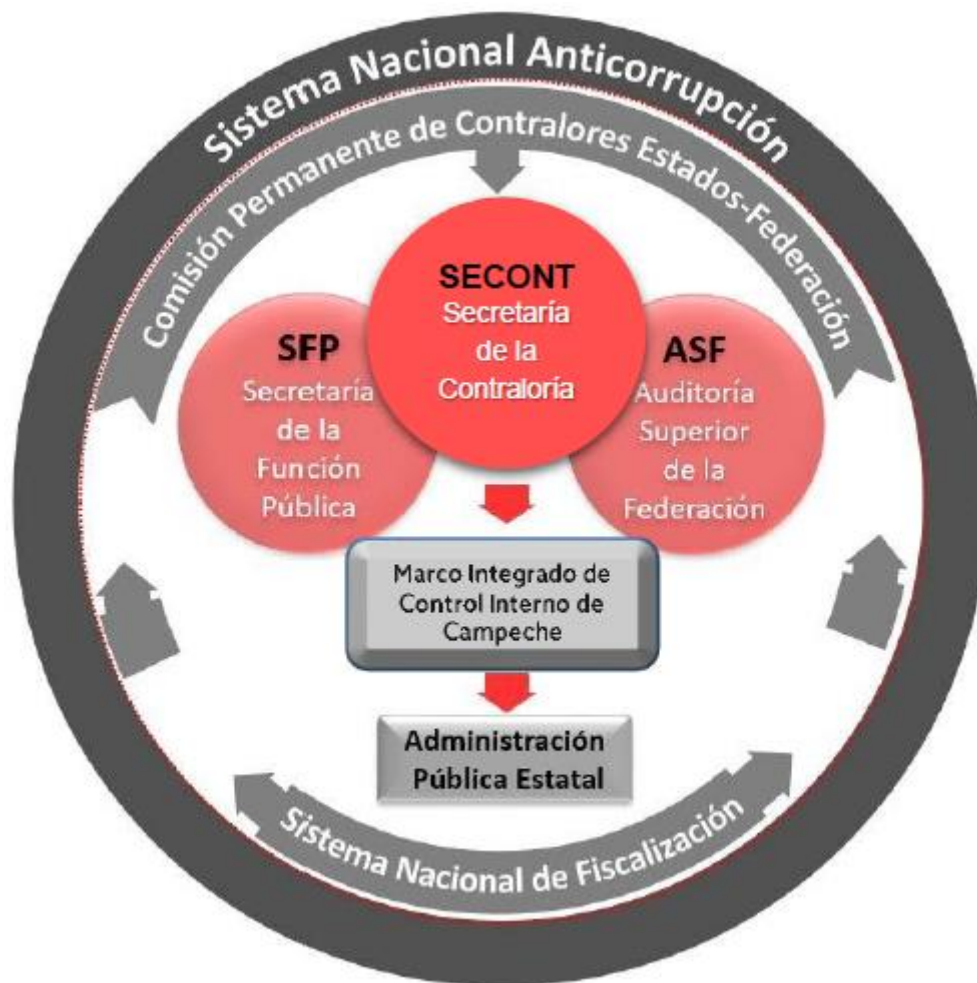 Sistema Nacional Anticorrupción
Comisión Permanente de Contralores Estados-Federación
SECONT
Secretaría
de la
Contraloría
SFP
Secretaría
de la
Función
Pública
ASF
Auditoría
Superior
de la
Federación
Marco Integrado de
Control Interno de
Campeche
Administración
Pública Estatal
Sistema Nacional de Fiscalización